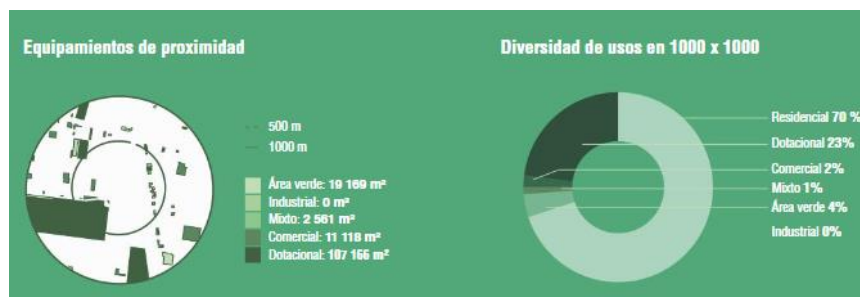 Equipamientos de proximidad
500 m
1000 m
Área verde: 19 169 m²
Industrial: 0 m²
Mixto: 2 561 m²
Comercial: 11 118 m²
Dotacional: 107 166 m²
Diversidad de usos en 1000 x 1000
Residencial 70 %
Dotacional 23%
Comercial 2%
Mixto 1%
Área verde 4%
Industrial 0%